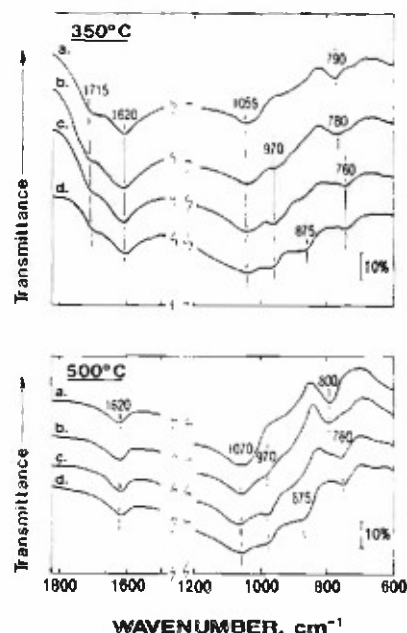 350°C
a.
b.
c.
d.
1715
1620
1055
970
875
790
780
760
10%
Transmittance
500°C
a.
b.
c.
d.
1620
1070
970
875
800
760
10%
Transmittance
1800 1600 1200 1000 800 600
WAVENUMBER, cm⁻¹